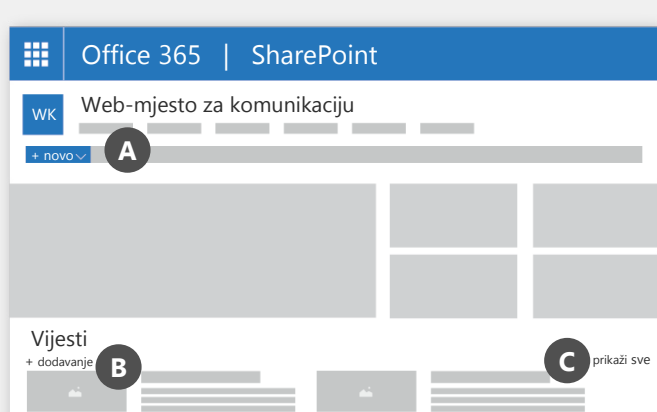 Office 365 | SharePoint
WK
Web-mjesto za komunikaciju
+ novo
A
Vijesti
+ dodavanje
B
C
prikaži sve